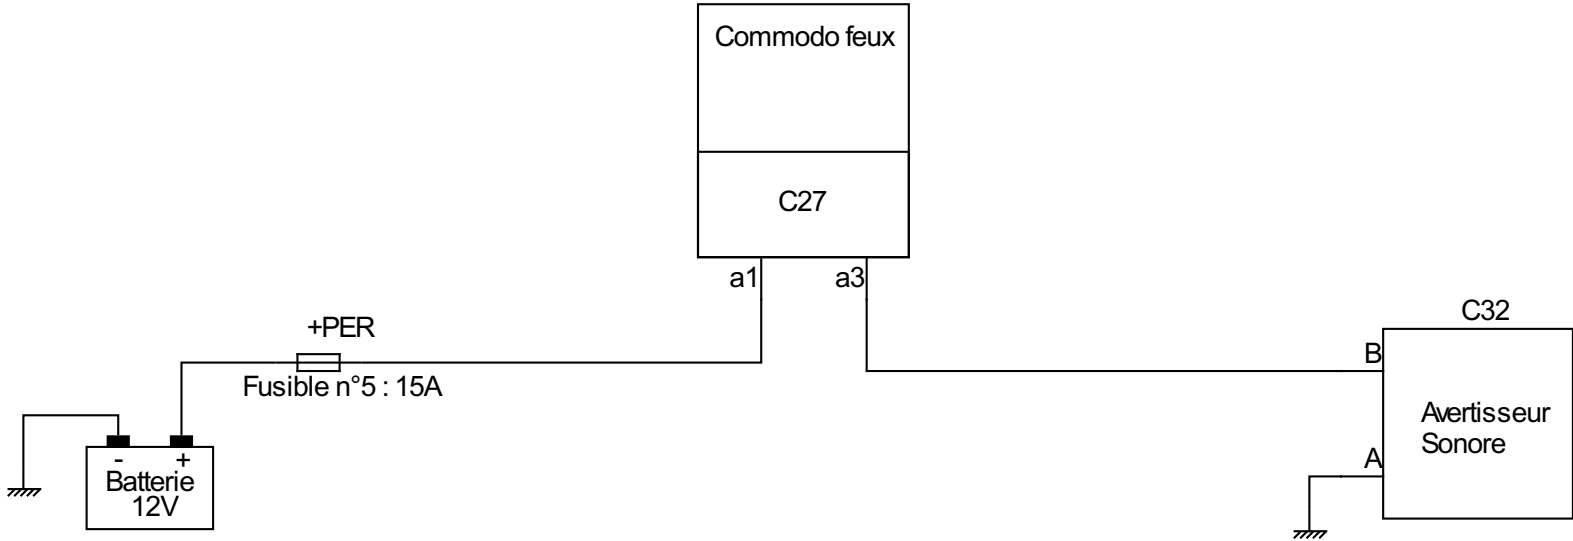 Commodo feux
C27
a1
a3
+PER
Fusible n°5 : 15A
- +
Batterie
12V
C32
B
A
Avertisseur
Sonore